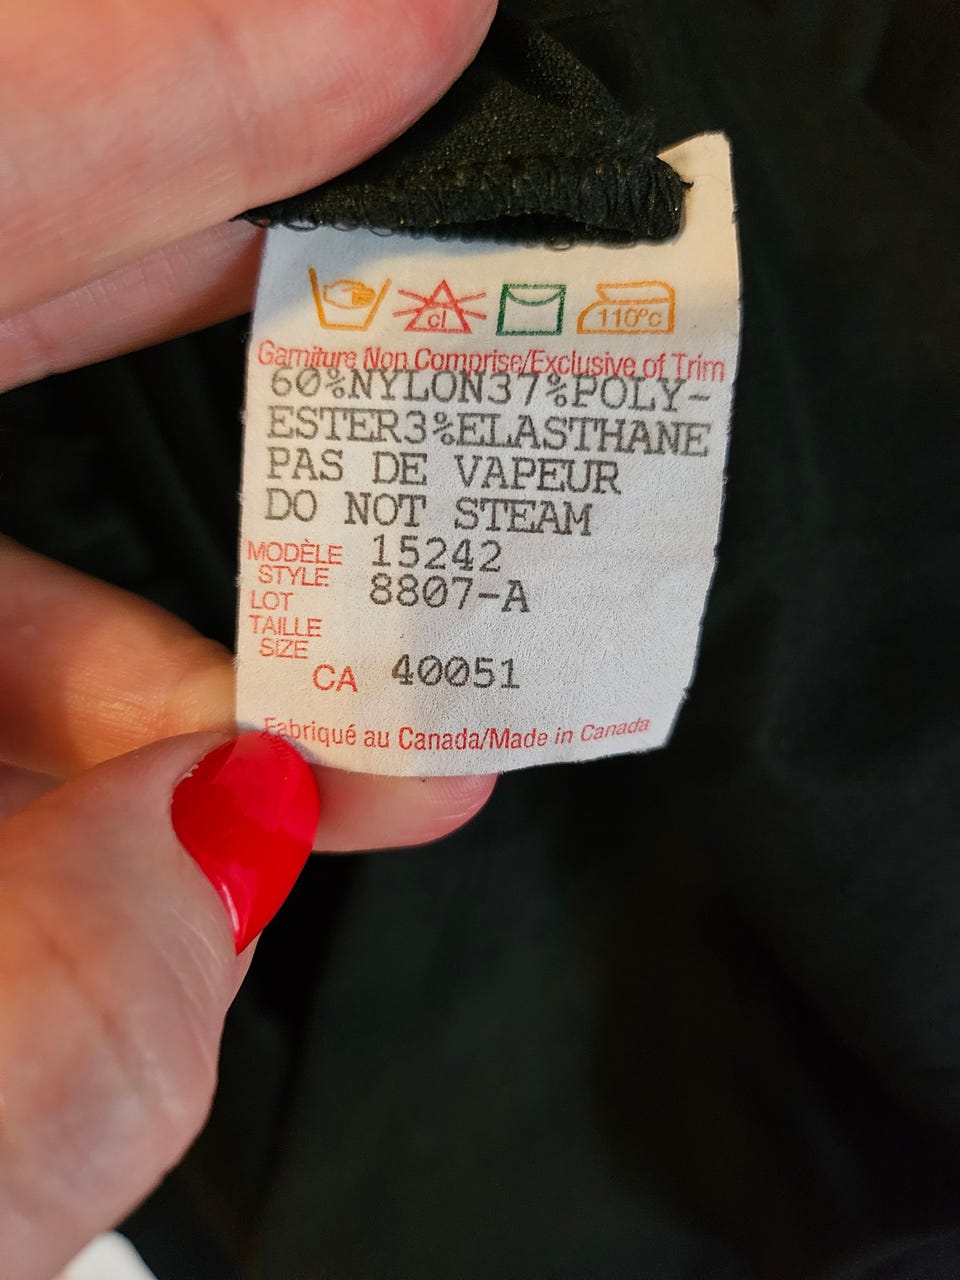 cl 110°c
Garniture Non Comprise/Exclusive of Trim
60%NYLON37%POLY-
ESTER3%ELASTHANE
PAS DE VAPEUR
DO NOT STEAM
MODÈLE 15242
STYLE 8807-A
LOT
TAILLE
SIZE
CA 40051
Fabriqué au Canada/Made in Canada